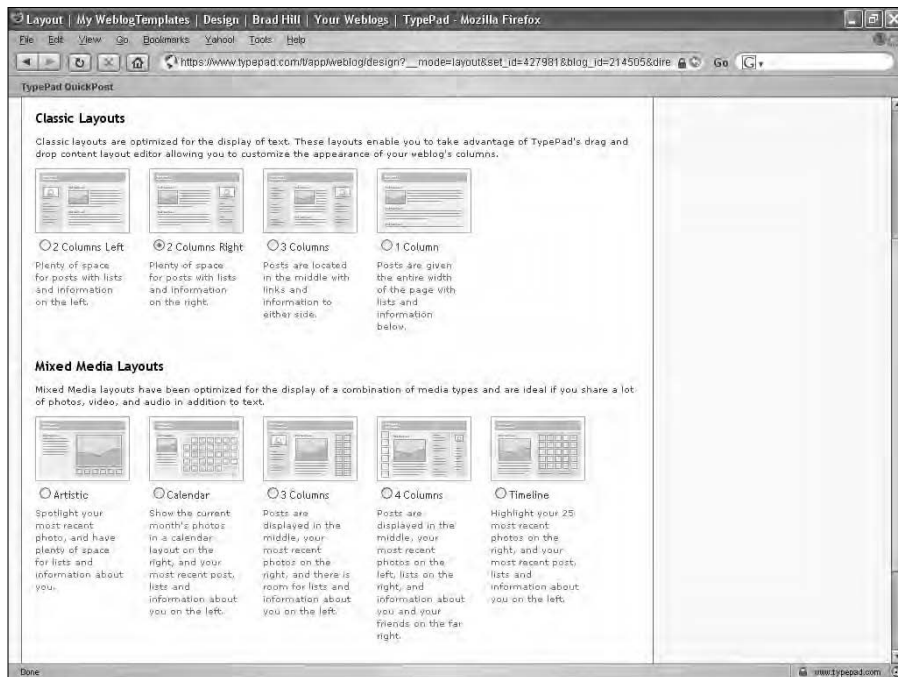 Layout | My WeblogTemplates | Design | Brad Hill | Your Weblogs | TypePad - Mozilla Firefox
File Edit View Go Bookmarks Yahoo! Tools Help
https://www.typepad.com/t/app/weblog/design?__mode=layout&set_id=427981&blog_id=214505&dire Go
TypePad QuickPost
Classic Layouts
Classic layouts are optimized for the display of text. These layouts enable you to take advantage of TypePad's drag and
drop content layout editor allowing you to customize the appearance of your weblog's columns.
2 Columns Left
Plenty of space
for posts with lists
and information
on the left.
2 Columns Right
Plenty of space
for posts with lists
and information
on the right.
3 Columns
Posts are located
in the middle with
links and
information to
either side.
1 Column
Posts are given
the entire width
of the page with
lists and
information
below.
Mixed Media Layouts
Mixed Media layouts have been optimized for the display of a combination of media types and are ideal if you share a lot
of photos, video, and audio in addition to text.
Artistic
Spotlight your
most recent
photo, and have
plenty of space
for lists and
information about
you.
Calendar
Show the current
month's photos
in a calendar
layout on the
right, and your
most recent post,
lists and
information about
you on the left.
3 Columns
Posts are
displayed in the
middle, your
most recent
photos on the
right, and there is
room for lists and
information about
you on the left.
4 Columns
Posts are
displayed in the
middle, your
most recent
photos on the
left, lists on the
right, and
information about
you and your
friends on the far
right.
Timeline
Highlight your 25
most recent
photos on the
right, and your
most recent post,
lists and
information about
you on the left.
Done
www.typepad.com